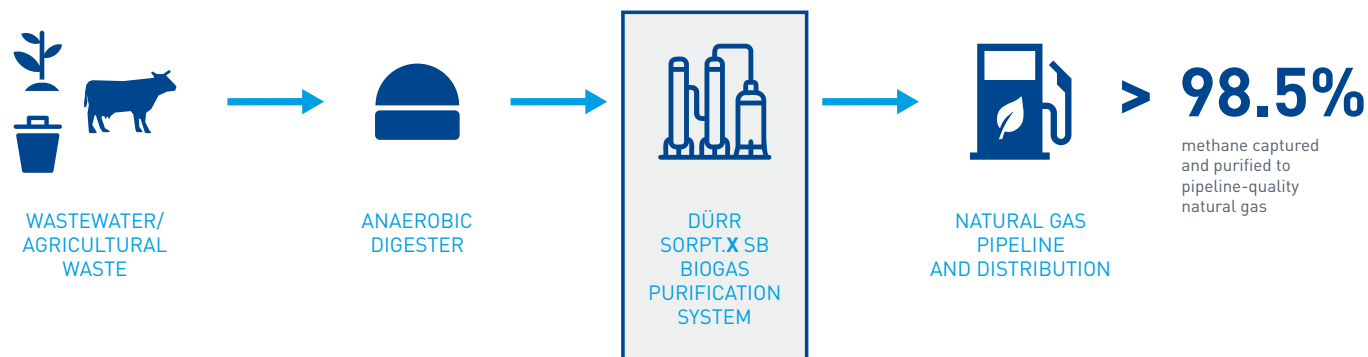 WASTEWATER/
AGRICULTURAL
WASTE
ANAEROBIC
DIGESTER
DÜRR
SORPT.X SB
BIOGAS
PURIFICATION
SYSTEM
NATURAL GAS
PIPELINE
AND DISTRIBUTION
> 98.5%
methane captured
and purified to
pipeline-quality
natural gas